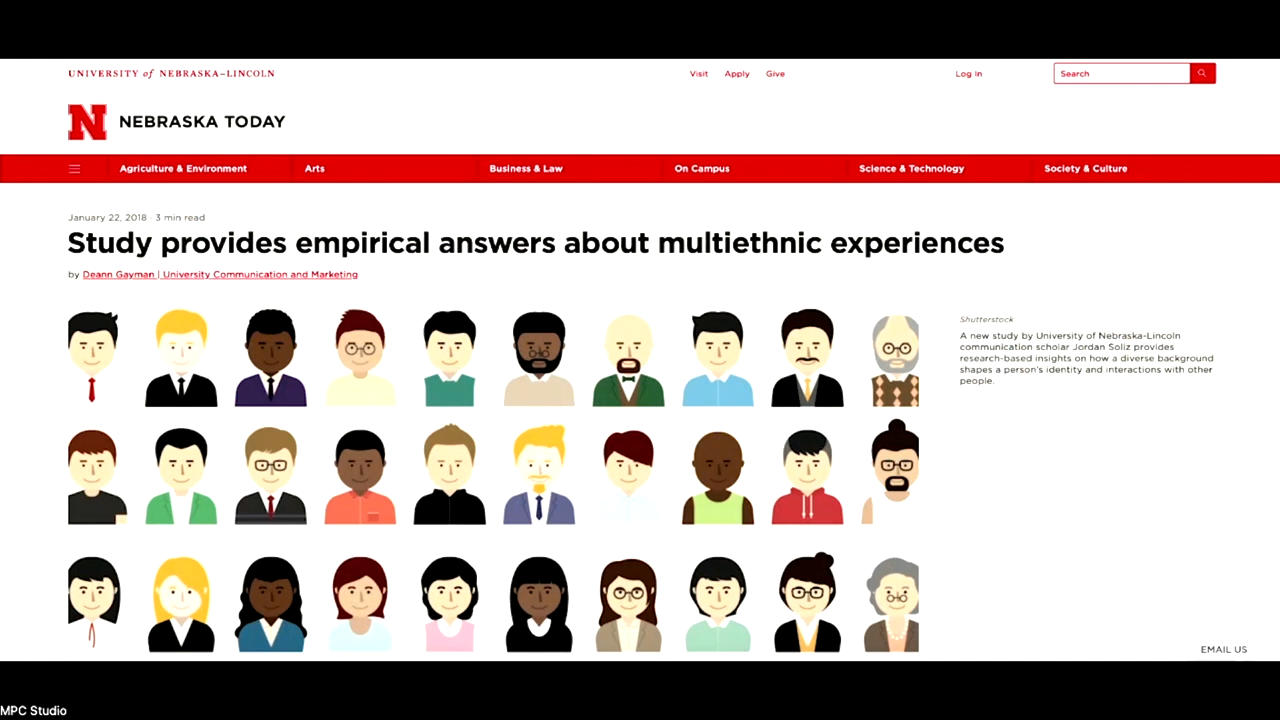 UNIVERSITY of NEBRASKA–LINCOLN
Visit Apply Give
Log In
Search
N
NEBRASKA TODAY
Agriculture & Environment
Arts
Business & Law
On Campus
Science & Technology
Society & Culture
January 22, 2018 · 3 min read
Study provides empirical answers about multiethnic experiences
by Deann Gayman | University Communication and Marketing
Shutterstock
A new study by University of Nebraska-Lincoln
communication scholar Jordan Soliz provides
research-based insights on how a diverse background
shapes a person's identity and interactions with other
people.
EMAIL US
MPC Studio